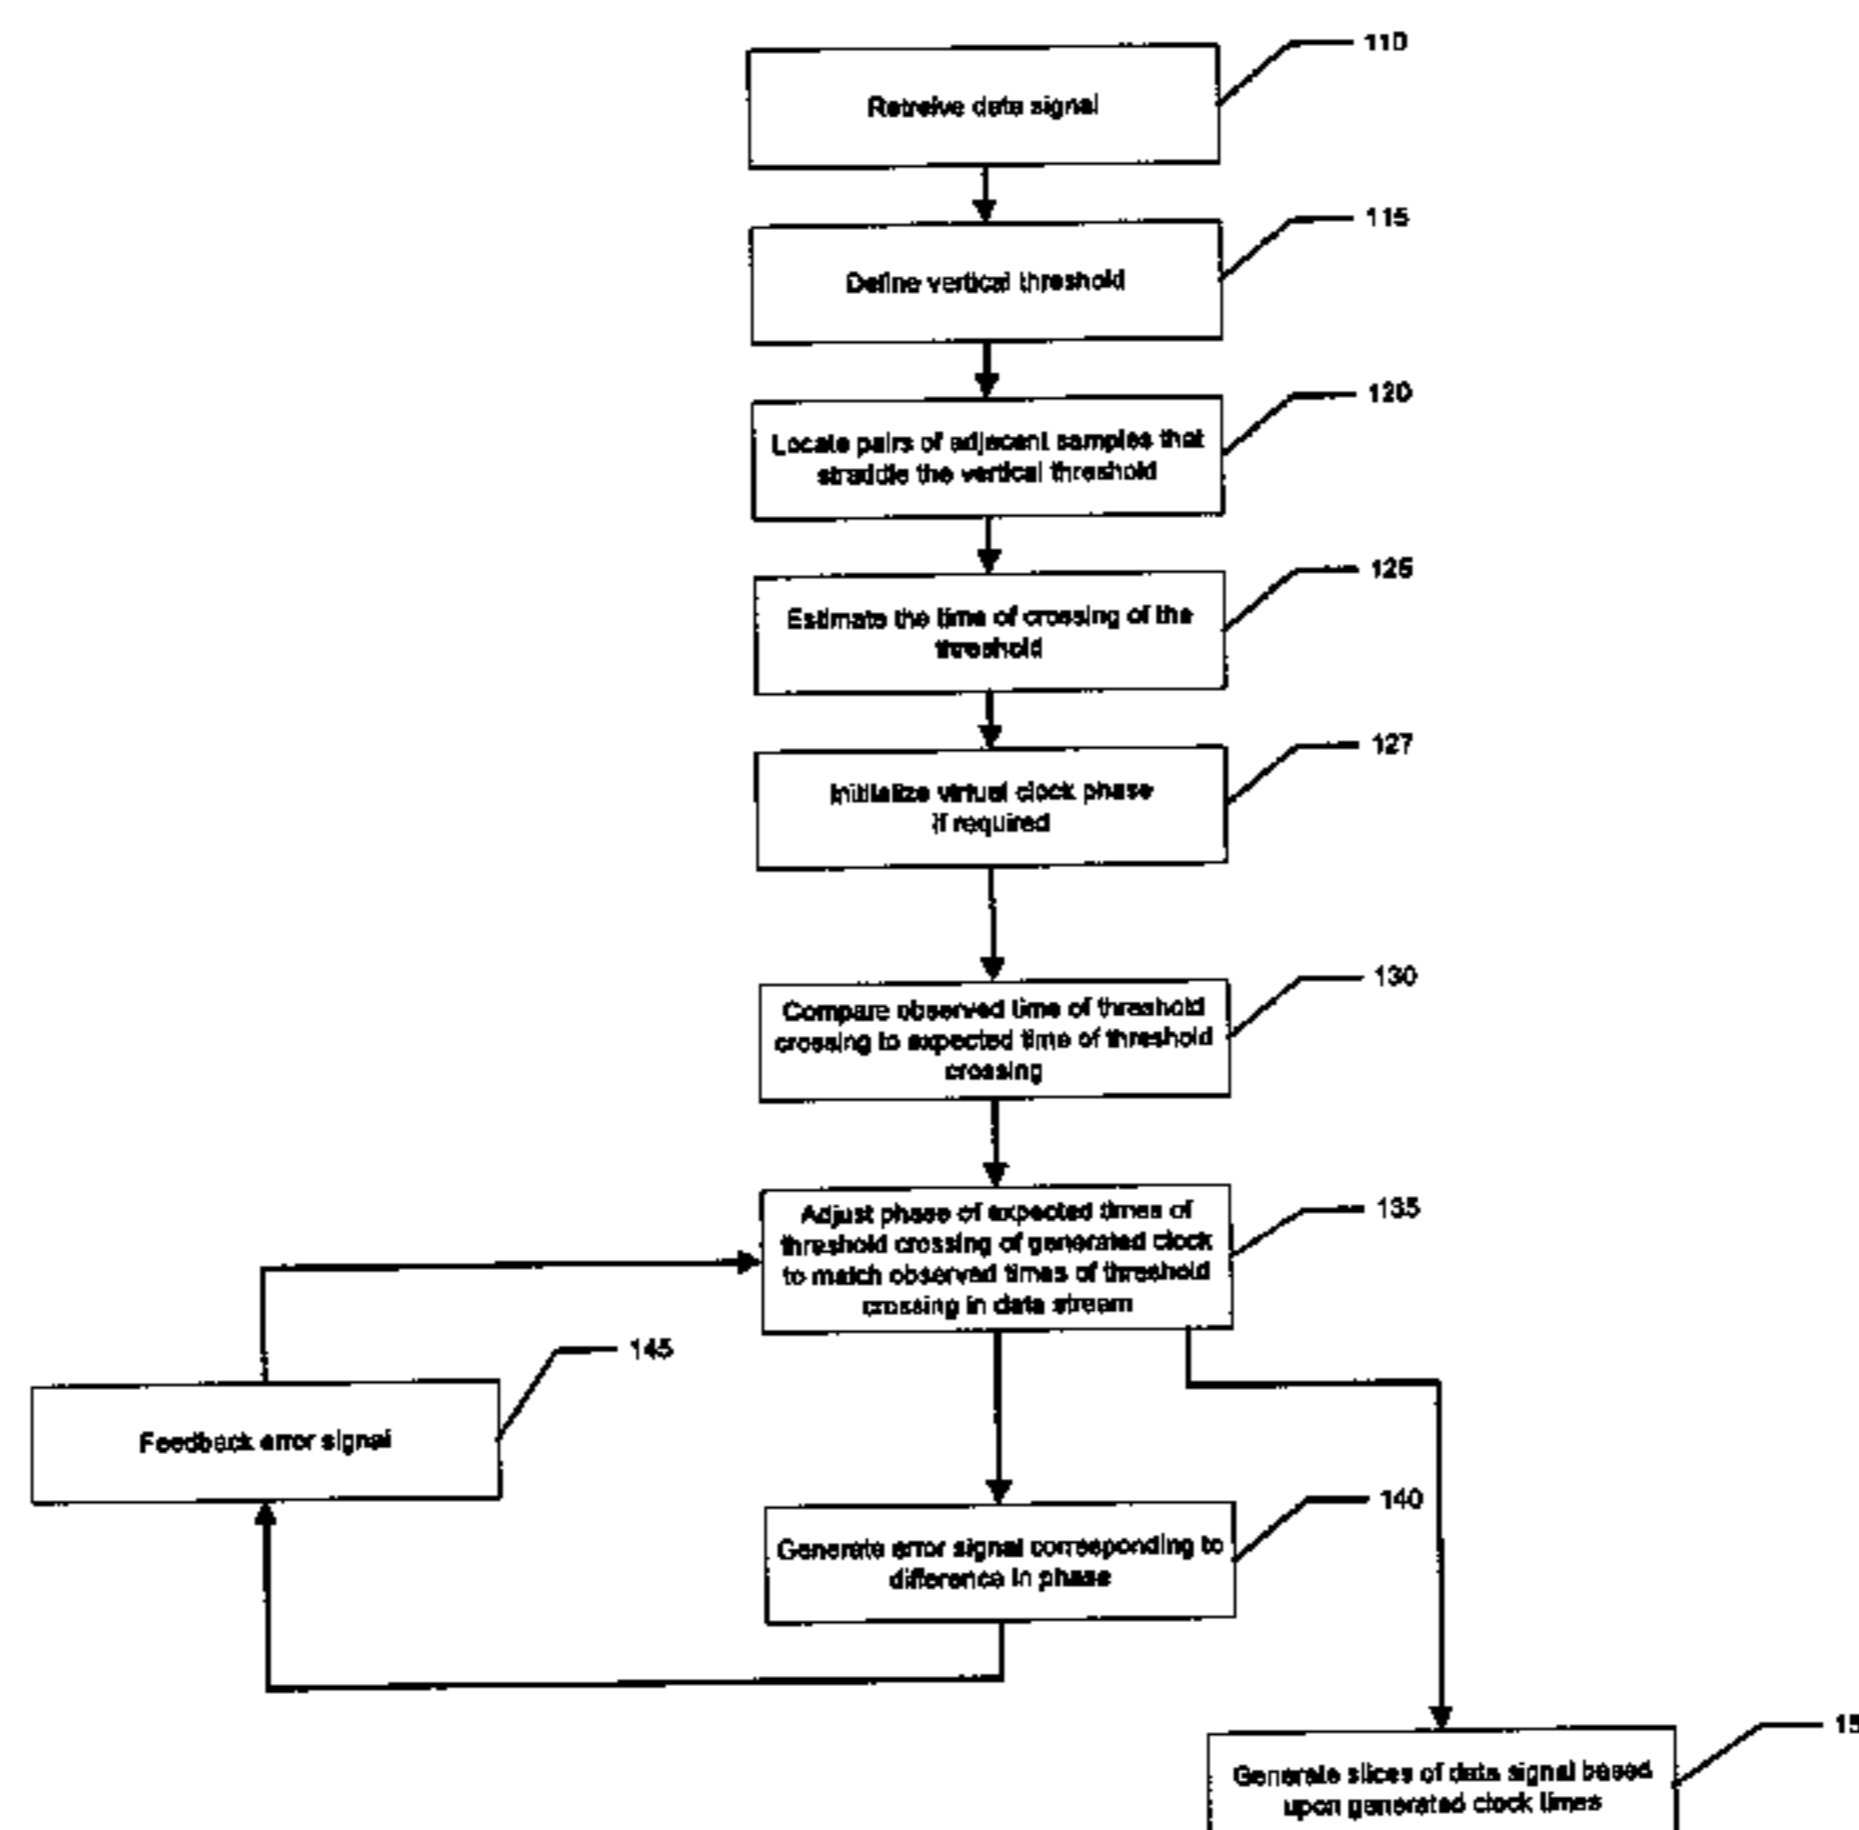 110
Retreive data signal
115
Define vertical threshold
120
Locate pairs of adjacent samples that
straddle the vertical threshold
125
Estimate the time of crossing of the
threshold
127
Initialize virtual clock phase
if required
130
Compare observed time of threshold
crossing to expected time of threshold
crossing
135
Adjust phase of expected times of
threshold crossing of generated clock
to match observed times of threshold
crossing in data stream
145
Feedback error signal
140
Generate error signal corresponding to
difference in phase
15
Generate slices of data signal based
upon generated clock times